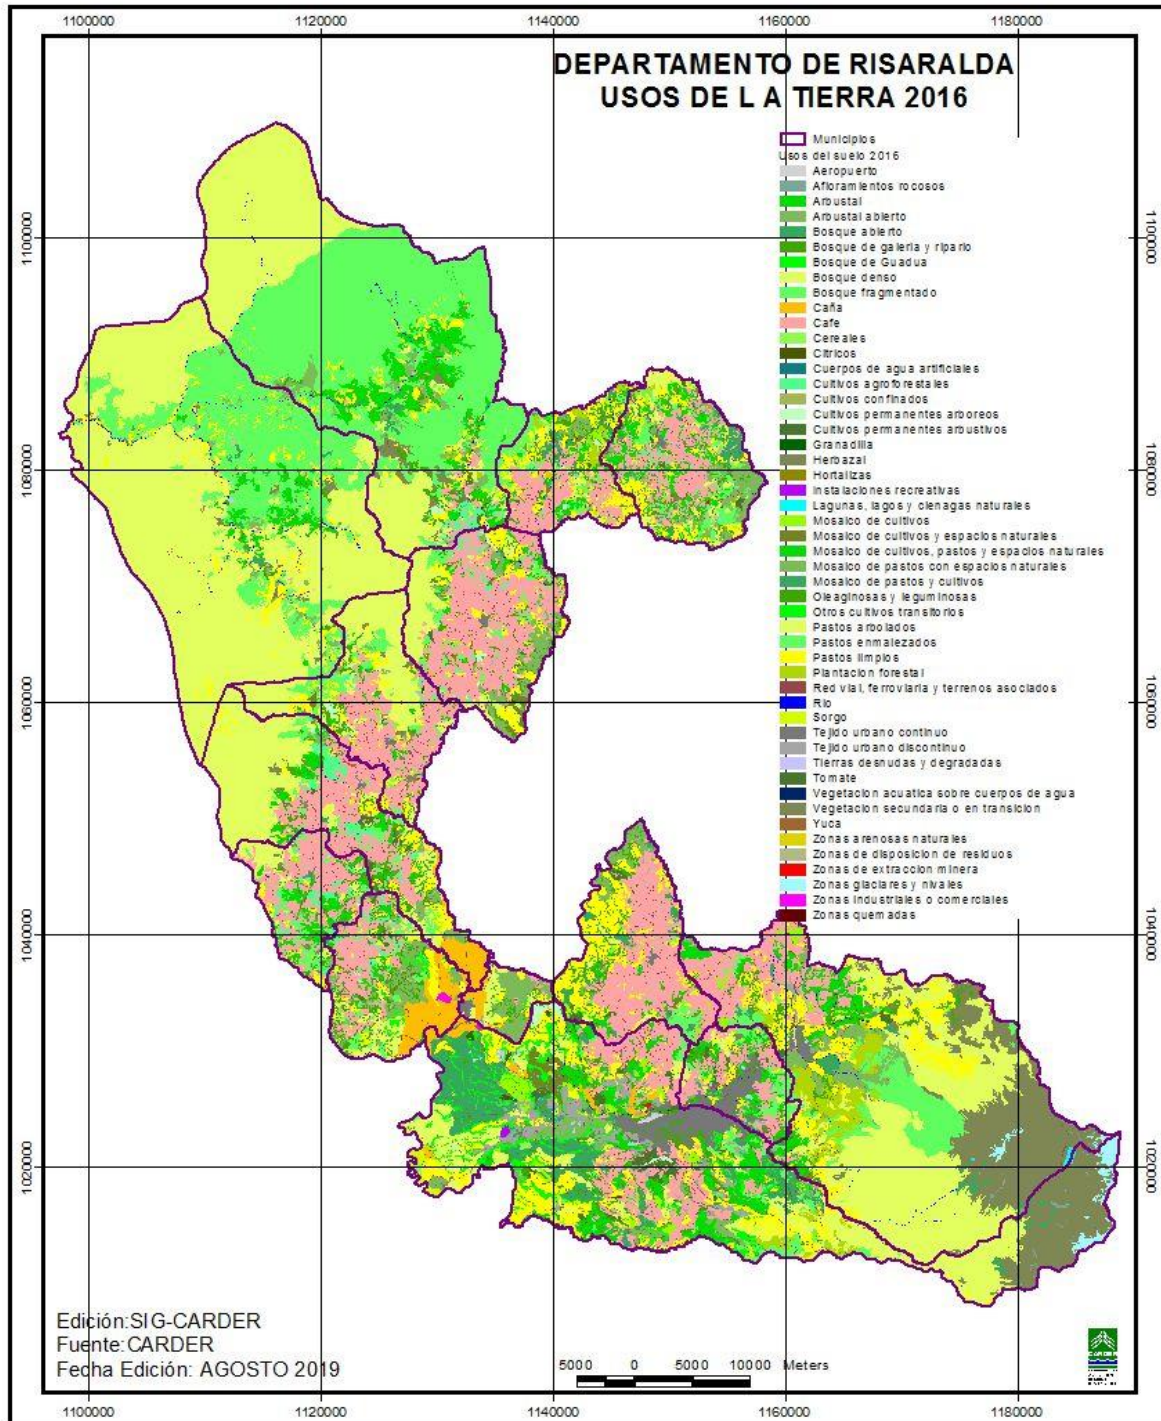 1100000 1120000 1140000 1160000 1180000
DEPARTAMENTO DE RISARALDA
USOS DE L A TIERRA 2016
Municipios
Usos del suelo 2016
Aeropuerto
Afloramientos rocosos
Arbustal
Arbustal abierto
Bosque abierto
Bosque de galeria y ripario
Bosque de Guadua
Bosque denso
Bosque fragmentado
Caña
Cafe
Cereales
Citricos
Cuerpos de agua artificiales
Cultivos agroforestales
Cultivos confinados
Cultivos permanentes arboreos
Cultivos permanentes arbustivos
Granadilla
Herbazal
Hortalizas
Instalaciones recreativas
Lagunas, lagos y cienagas naturales
Mosaico de cultivos
Mosaico de cultivos y espacios naturales
Mosaico de cultivos, pastos y espacios naturales
Mosaico de pastos con espacios naturales
Mosaico de pastos y cultivos
Oleaginosas y leguminosas
Otros cultivos transitorios
Pastos arbolados
Pastos enmalezados
Pastos limpios
Plantacion forestal
Red vial, ferroviaria y terrenos asociados
Rio
Sorgo
Tejido urbano continuo
Tejido urbano discontinuo
Tierras desnudas y degradadas
Tomate
Vegetacion acuatica sobre cuerpos de agua
Vegetacion secundaria o en transicion
Yuca
Zonas arenosas naturales
Zonas de disposicion de residuos
Zonas de extraccion minera
Zonas glaciares y nivales
Zonas industriales o comerciales
Zonas quemadas
1100000
1080000
1060000
1040000
1020000
1100000
1080000
1060000
1040000
1020000
Edición:SIG-CARDER
Fuente:CARDER
Fecha Edición: AGOSTO 2019
5000 0 5000 10000 Meters
CARDER
1100000 1120000 1140000 1160000 1180000